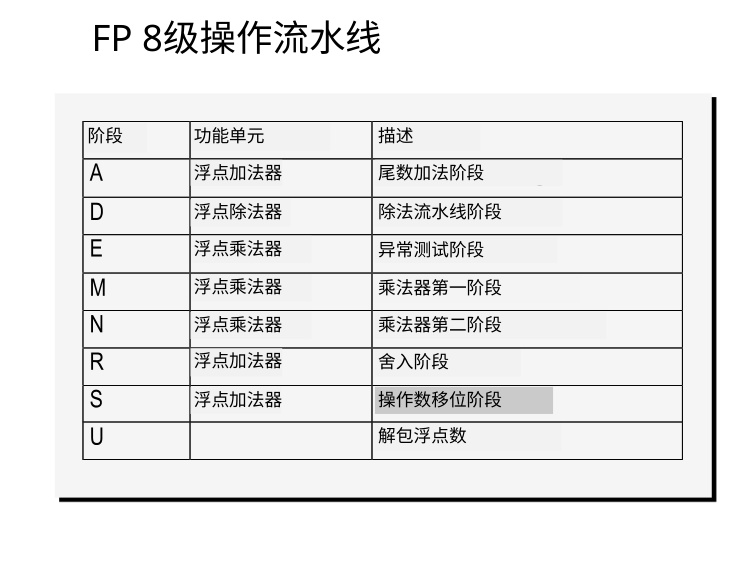 FP 8级操作流水线
阶段 功能单元 描述
A 浮点加法器 尾数加法阶段
D 浮点除法器 除法流水线阶段
E 浮点乘法器 异常测试阶段
M 浮点乘法器 乘法器第一阶段
N 浮点乘法器 乘法器第二阶段
R 浮点加法器 舍入阶段
S 浮点加法器 操作数移位阶段
U 解包浮点数